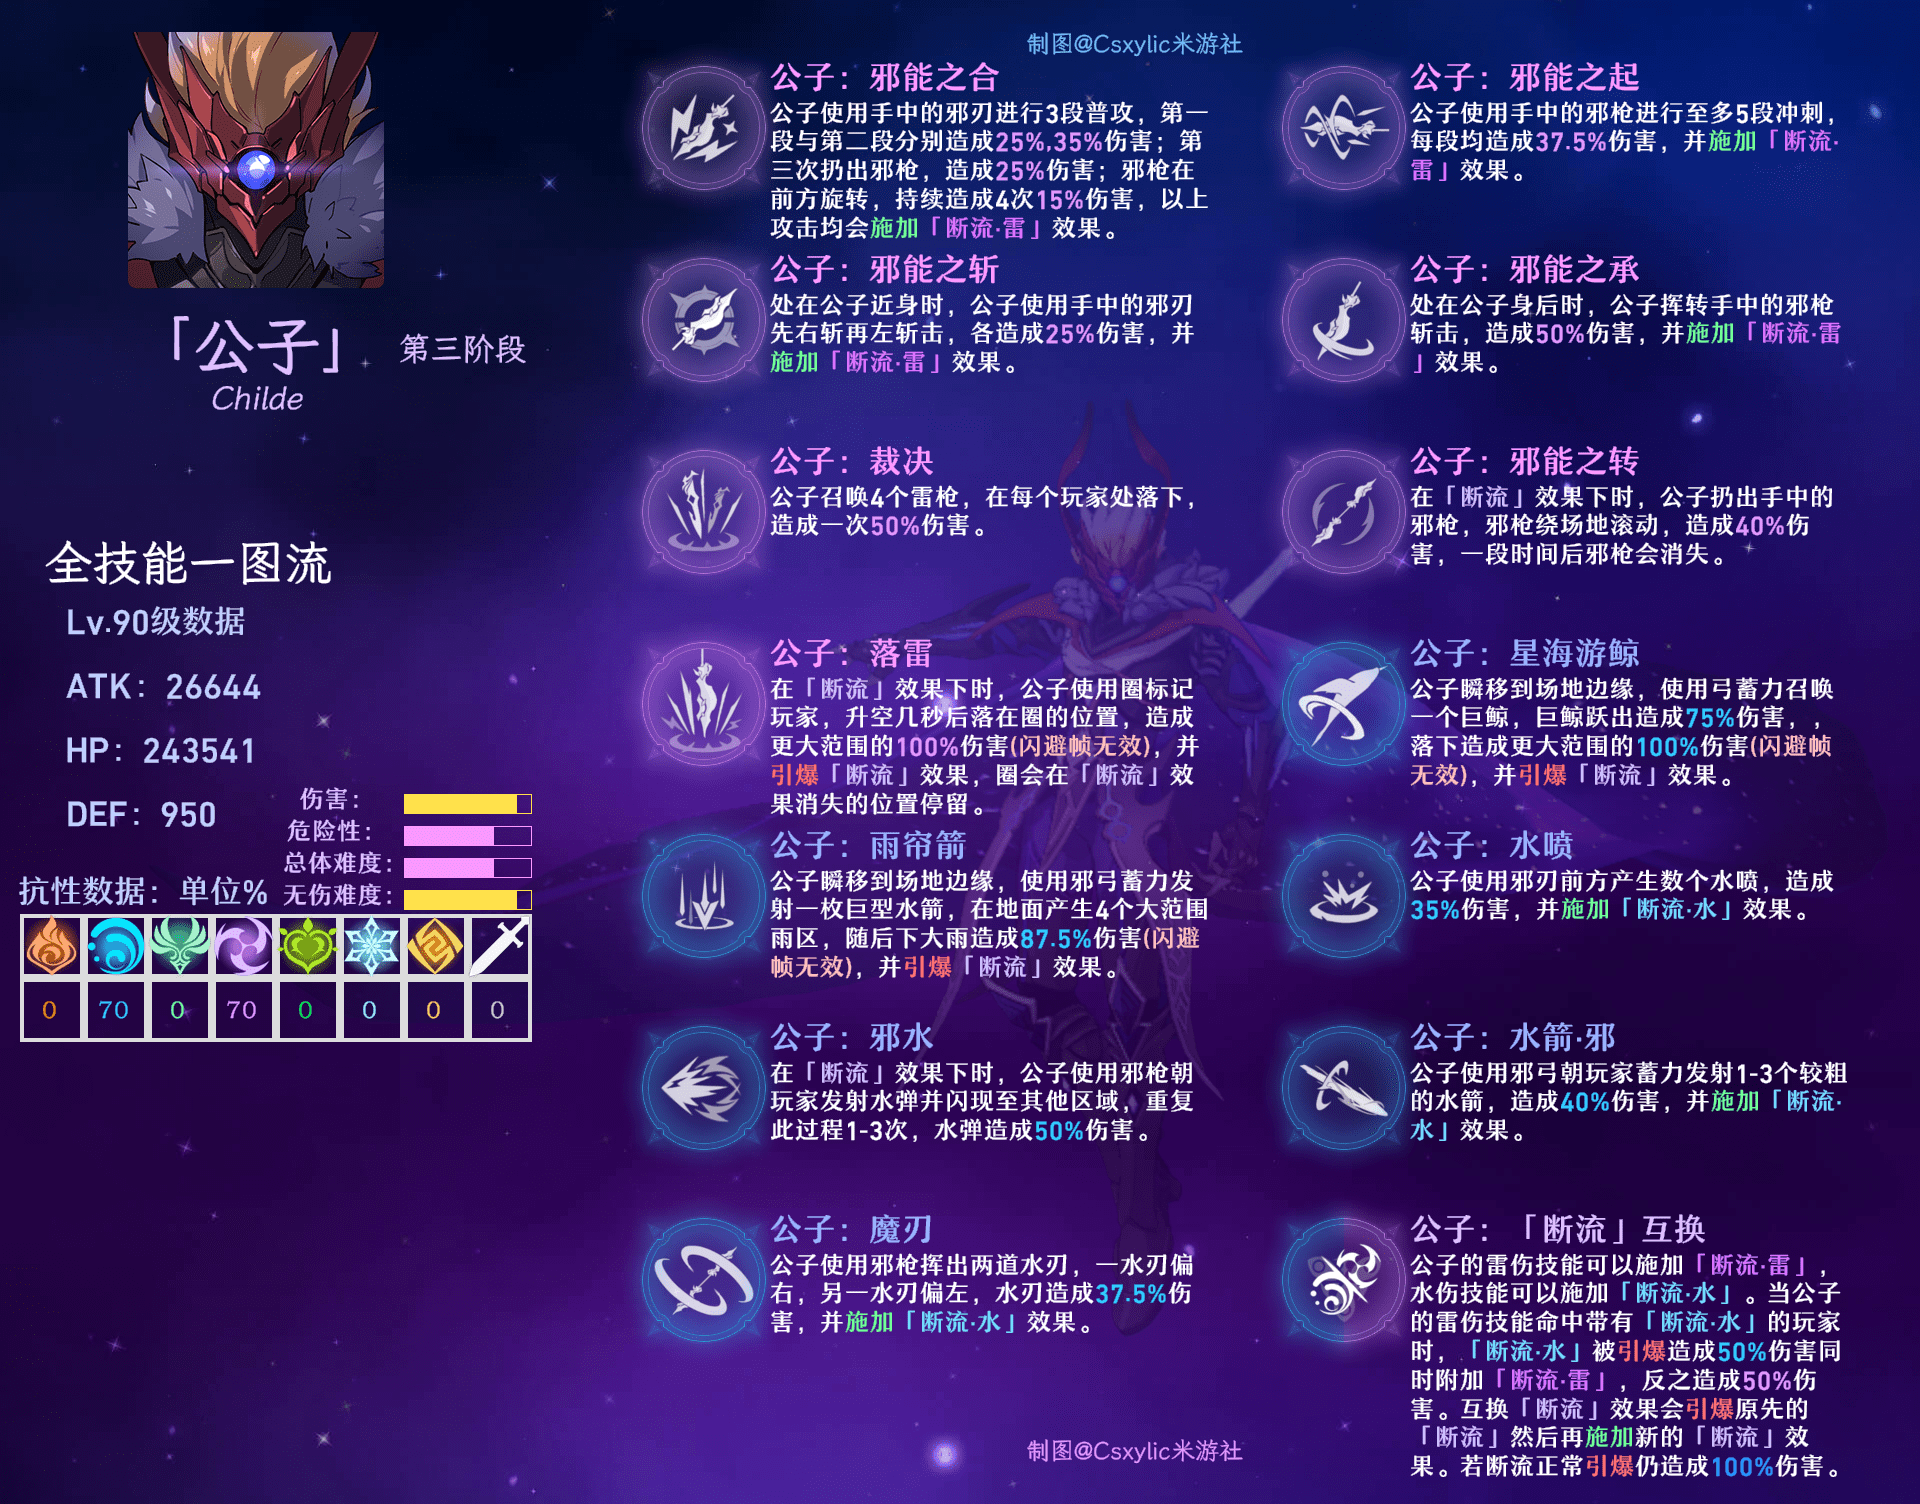 制图@Csxylic米游社
「公子」
第三阶段
Childe
全技能一图流
Lv.90级数据
ATK：26644
HP：243541
DEF：950
伤害：
危险性：
总体难度：
无伤难度：
抗性数据：单位%
0 70 0 70 0 0 0 0
公子：邪能之合
公子使用手中的邪刃进行3段普攻，第一
段与第二段分别造成25%.35%伤害；第
三次扔出邪枪，造成25%伤害；邪枪在
前方旋转，持续造成4次15%伤害，以上
攻击均会施加「断流·雷」效果。
公子：邪能之起
公子使用手中的邪枪进行至多5段冲刺，
每段均造成37.5%伤害，并施加「断流·
雷」效果。
公子：邪能之斩
处在公子近身时，公子使用手中的邪刃
先右斩再左斩击，各造成25%伤害，并
施加「断流·雷」效果。
公子：邪能之承
处在公子身后时，公子挥转手中的邪枪
斩击，造成50%伤害，并施加「断流·雷
」效果。
公子：裁决
公子召唤4个雷枪，在每个玩家处落下，
造成一次50%伤害。
公子：邪能之转
在「断流」效果下时，公子扔出手中的
邪枪，邪枪绕场地滚动，造成40%伤
害，一段时间后邪枪会消失。
公子：落雷
在「断流」效果下时，公子使用圈标记
玩家，升空几秒后落在圈的位置，造成
更大范围的100%伤害(闪避帧无效)，并
引爆「断流」效果，圈会在「断流」效
果消失的位置停留。
公子：星海游鲸
公子瞬移到场地边缘，使用弓蓄力召唤
一个巨鲸，巨鲸跃出造成75%伤害，，
落下造成更大范围的100%伤害(闪避帧
无效)，并引爆「断流」效果。
公子：雨帘箭
公子瞬移到场地边缘，使用邪弓蓄力发
射一枚巨型水箭，在地面产生4个大范围
雨区，随后下大雨造成87.5%伤害(闪避
帧无效)，并引爆「断流」效果。
公子：水喷
公子使用邪刃前方产生数个水喷，造成
35%伤害，并施加「断流·水」效果。
公子：邪水
在「断流」效果下时，公子使用邪枪朝
玩家发射水弹并闪现至其他区域，重复
此过程1-3次，水弹造成50%伤害。
公子：水箭·邪
公子使用邪弓朝玩家蓄力发射1-3个较粗
的水箭，造成40%伤害，并施加「断流·
水」效果。
公子：魔刃
公子使用邪枪挥出两道水刃，一水刃偏
右，另一水刃偏左，水刃造成37.5%伤
害，并施加「断流·水」效果。
公子：「断流」互换
公子的雷伤技能可以施加「断流·雷」，
水伤技能可以施加「断流·水」。当公子
的雷伤技能命中带有「断流·水」的玩家
时，「断流·水」被引爆造成50%伤害同
时附加「断流·雷」，反之造成50%伤
害。互换「断流」效果会引爆原先的
「断流」然后再施加新的「断流」效
果。若断流正常引爆仍造成100%伤害。
制图@Csxylic米游社